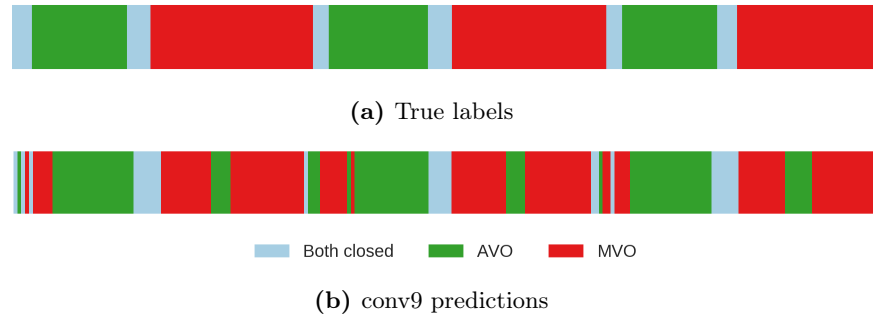 (a) True labels
Both closed AVO MVO
(b) conv9 predictions